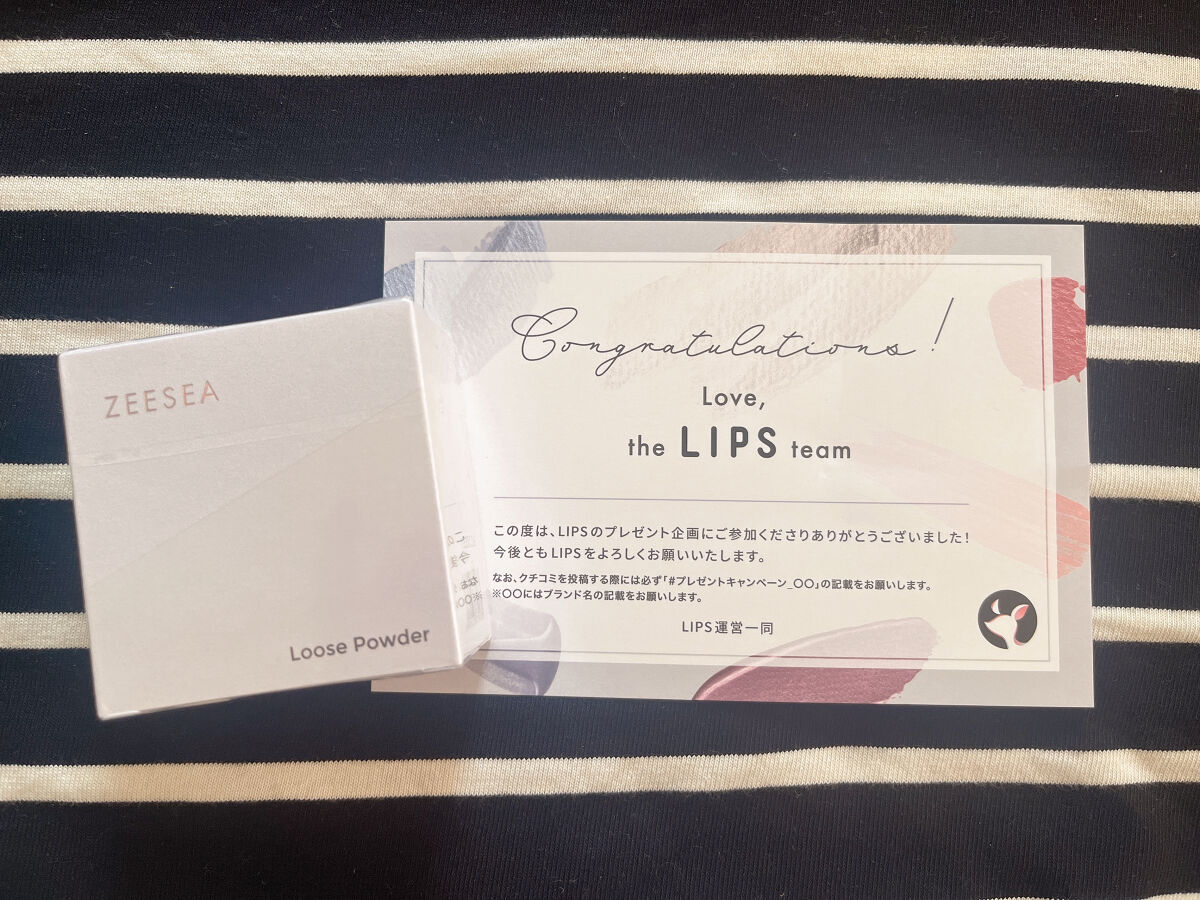 ZEESEA
Loose Powder
Congratulations!
Love,
the LIPS team
この度は、LIPSのプレゼント企画にご参加くださりありがとうございました!
今後ともLIPSをよろしくお願いいたします。
なお、クチコミを投稿する際には必ず「#プレゼントキャンペーン_〇〇」の記載をお願いします。
※〇〇にはブランド名の記載をお願いします。
LIPS運営一同